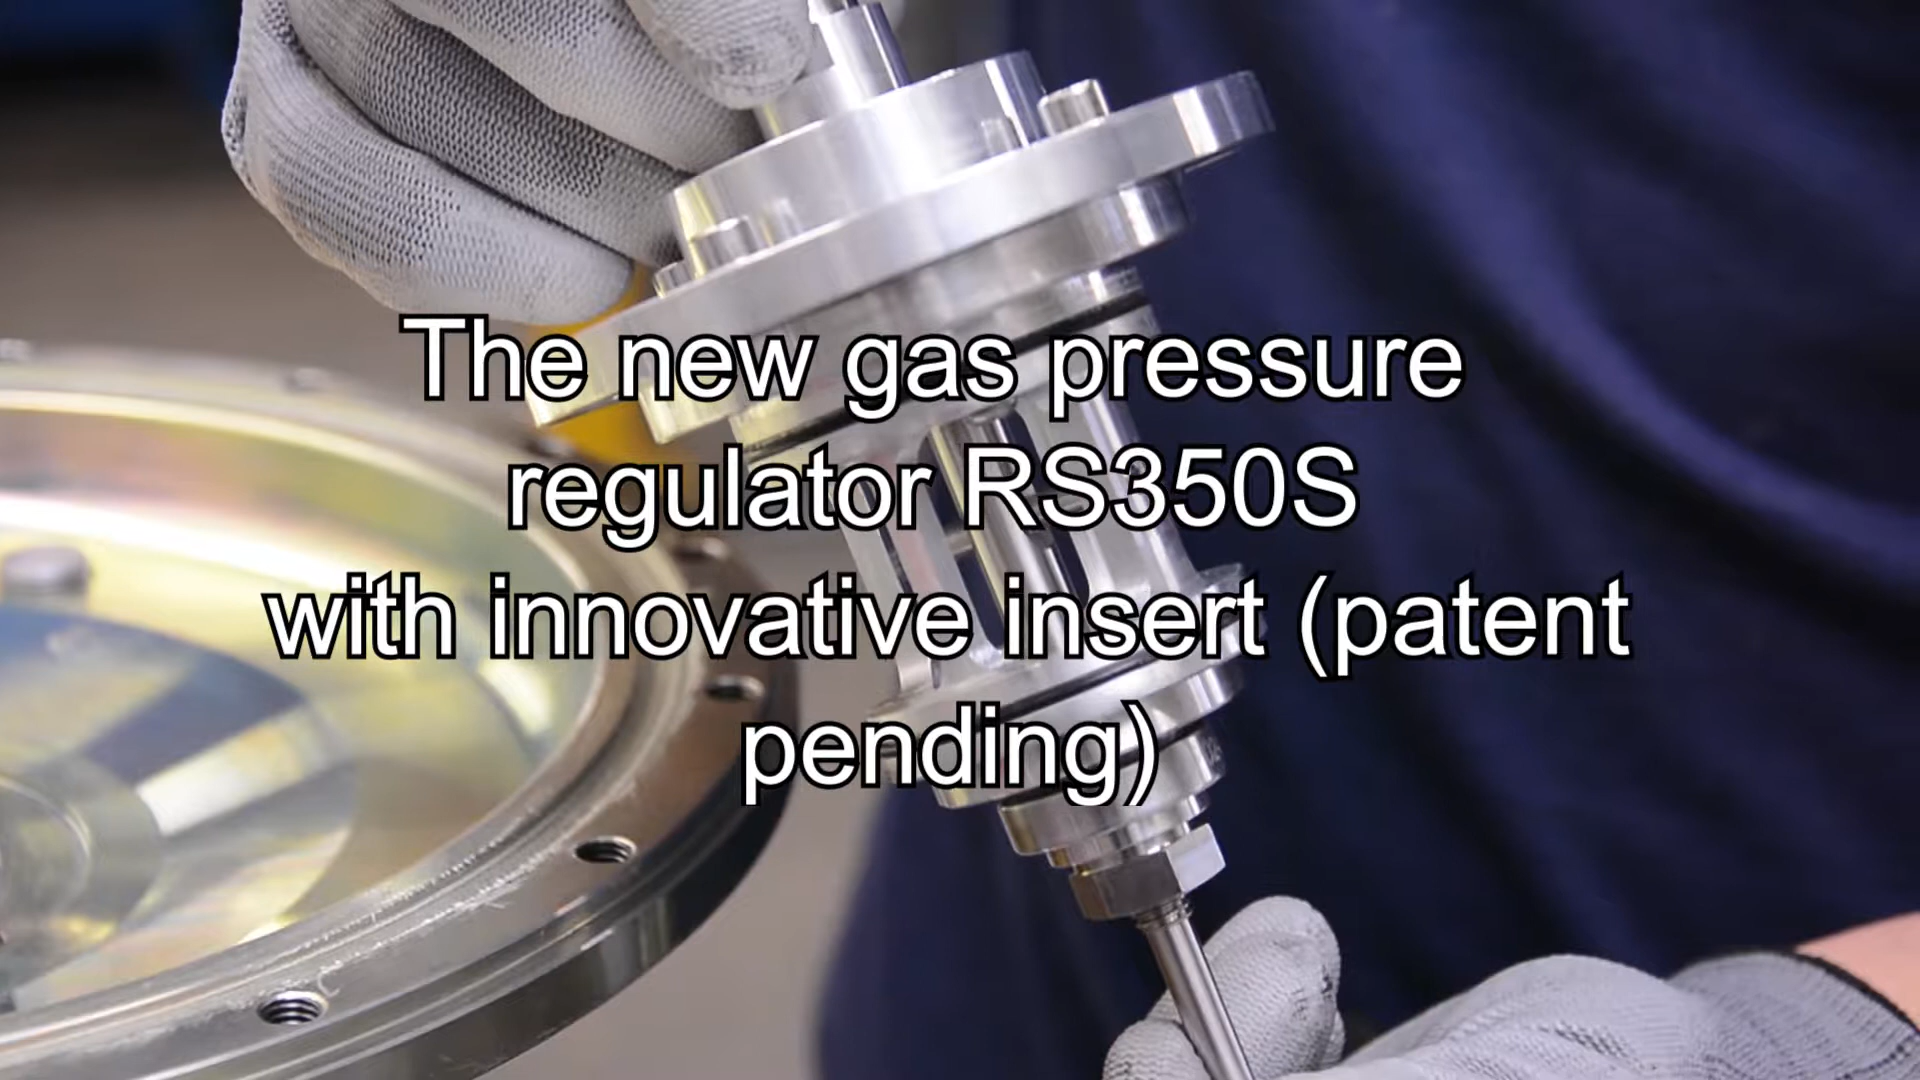 The new gas pressure
regulator RS350S
with innovative insert (patent
pending)